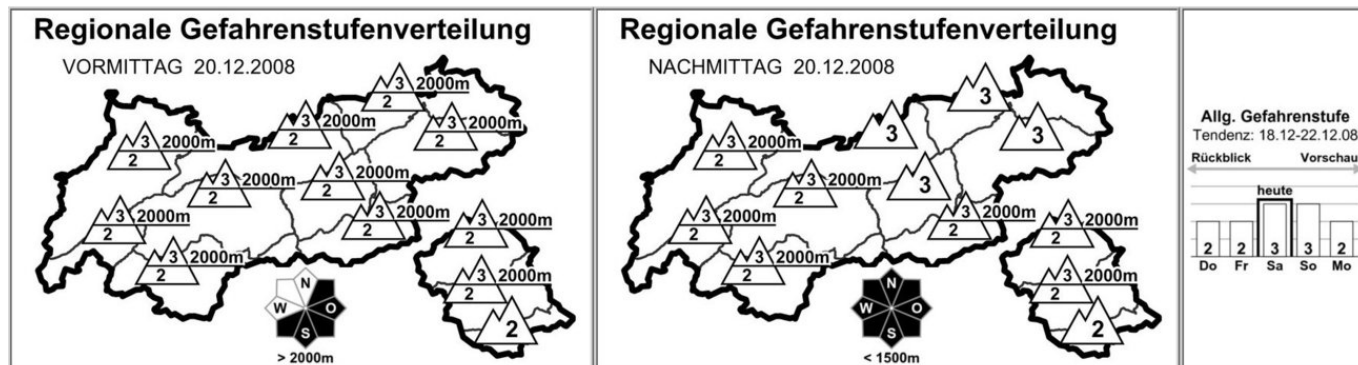 Regionale Gefahrenstufenverteilung
VORMITTAG 20.12.2008
3 2000m
2
3 2000m
2
3 2000m
2
3 2000m
2
3 2000m
2
3 2000m
2
3 2000m
2
3 2000m
2
3 2000m
2
3 2000m
2
3 2000m
2
2
N
W O
S
> 2000m
Regionale Gefahrenstufenverteilung
NACHMITTAG 20.12.2008
3
3
3
3 2000m
2
3
3 2000m
2
3 2000m
2
3 2000m
2
3 2000m
2
3 2000m
2
3 2000m
2
2
N
W O
S
< 1500m
Allg. Gefahrenstufe
Tendenz: 18.12-22.12.08
Rückblick Vorschau
heute
2 2 3 3 2
Do Fr Sa So Mo